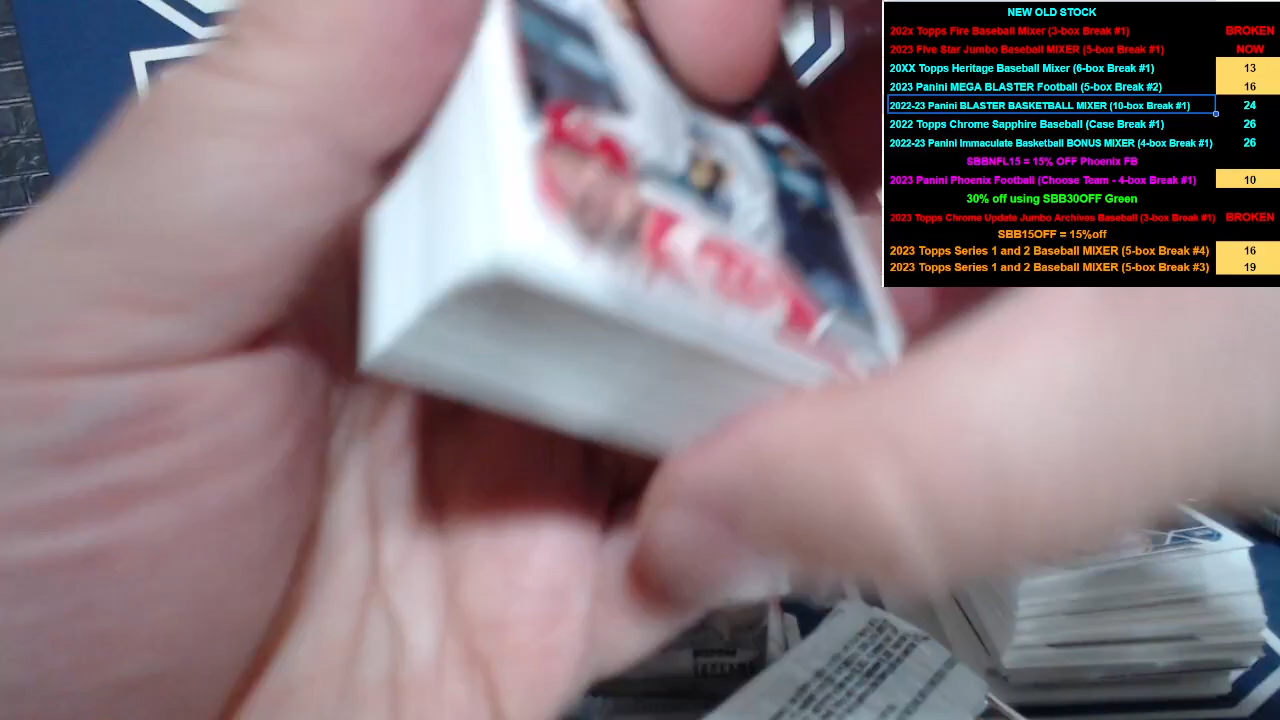 NEW OLD STOCK
202x Topps Fire Baseball Mixer (3-box Break #1) BROKEN
2023 Five Star Jumbo Baseball MIXER (5-box Break #1) NOW
20XX Topps Heritage Baseball Mixer (6-box Break #1) 13
2023 Panini MEGA BLASTER Football (5-box Break #2) 16
2022-23 Panini BLASTER BASKETBALL MIXER (10-box Break #1) 24
2022 Topps Chrome Sapphire Baseball (Case Break #1) 26
2022-23 Panini Immaculate Basketball BONUS MIXER (4-box Break #1) 26
SBBNFL15 = 15% OFF Phoenix FB
2023 Panini Phoenix Football (Choose Team - 4-box Break #1) 10
30% off using SBB30OFF Green
2023 Topps Chrome Update Jumbo Archives Baseball (3-box Break #1) BROKEN
SBB15OFF = 15%off
2023 Topps Series 1 and 2 Baseball MIXER (5-box Break #4) 16
2023 Topps Series 1 and 2 Baseball MIXER (5-box Break #3) 19